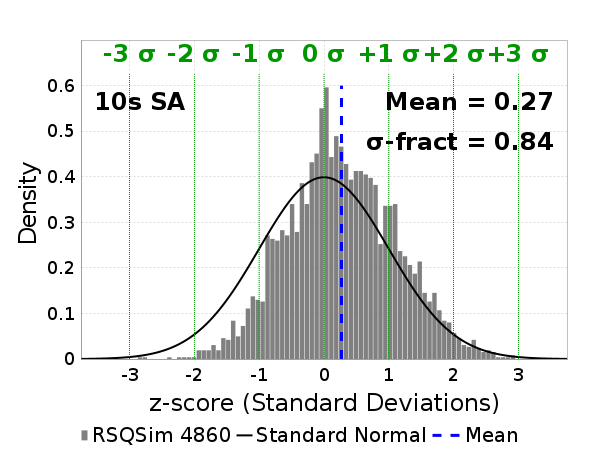 -3 σ -2 σ -1 σ 0 σ +1 σ +2 σ +3 σ
10s SA
Mean = 0.27
σ-fract = 0.84
0.6
0.5
0.4
0.3
0.2
0.1
0
Density
-3 -2 -1 0 1 2 3
z-score (Standard Deviations)
RSQSim 4860 Standard Normal Mean